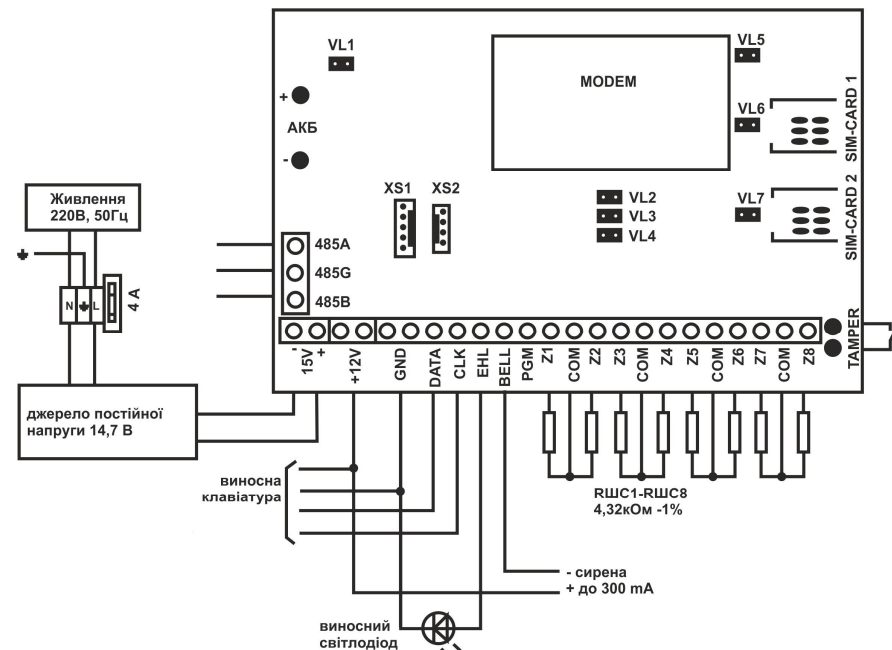 VL1
MODEM
VL5
VL6
SIM-CARD 1
+
АКБ
-
XS1
XS2
VL2
VL3
VL4
VL7
SIM-CARD 2
Живлення
220В, 50Гц
N
L
4 А
485A
485G
485B
-
15V
+
+12V
GND
DATA
CLK
EHL
BELL
PGM
Z1
COM
Z2
Z3
COM
Z4
Z5
COM
Z6
Z7
COM
Z8
TAMPER
джерело постійної
напруги 14,7 В
виносна
клавіатура
RШС1-RШС8
4,32кОм -1%
- сирена
+ до 300 mA
виносний
світлодіод